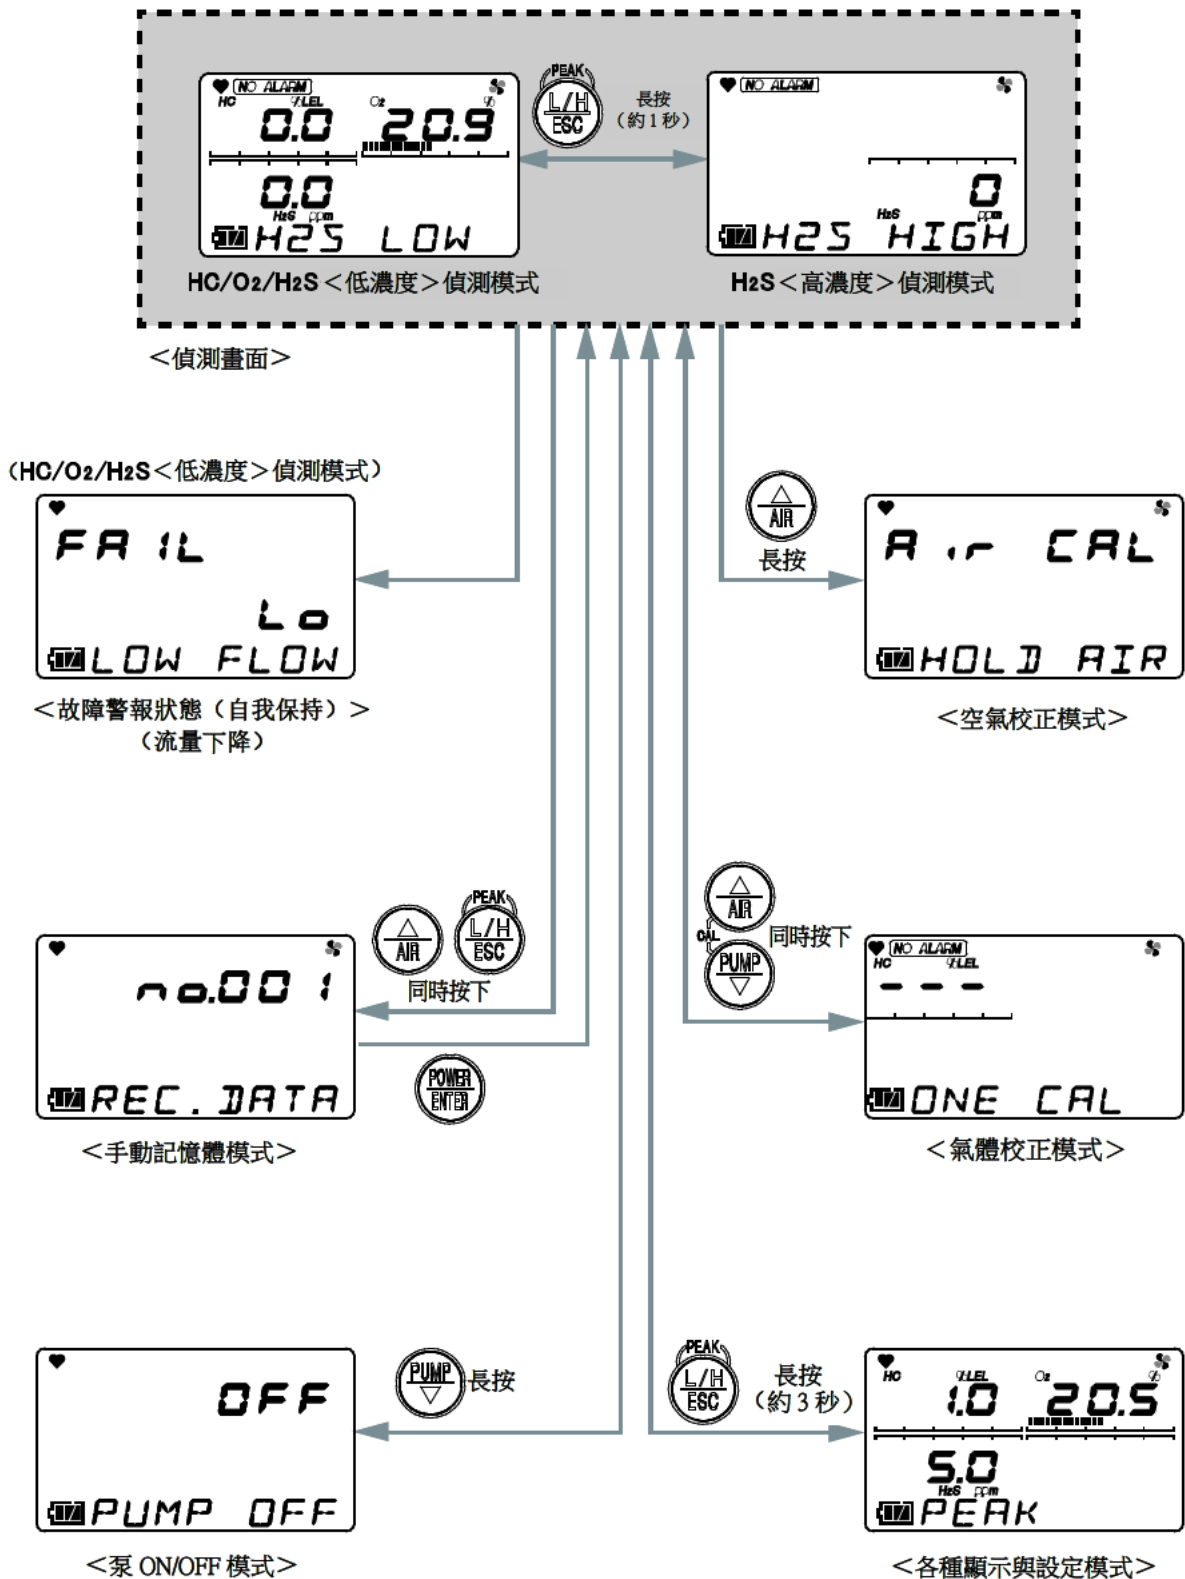 NO ALARM
HC %LEL O2 %
0.0 20.9
0.0
H2S ppm
H2S LOW
PEAK
L/H
ESC
長按
（約1秒）
NO ALARM
0
H2S ppm
H2S HIGH
HC/O2/H2S＜低濃度＞偵測模式
H2S＜高濃度＞偵測模式
＜偵測畫面＞
（HC/O2/H2S＜低濃度＞偵測模式）
FAIL
Lo
LOW FLOW
＜故障警報狀態（自我保持）＞
（流量下降）
△
AIR
長按
Air CAL
HOLD AIR
＜空氣校正模式＞
no.001
REC.DATA
＜手動記憶體模式＞
△
AIR
PEAK
L/H
ESC
同時按下
POWER
ENTER
△
AIR
CAL
PUMP
▽
同時按下
NO ALARM
HC %LEL
---
ONE CAL
＜氣體校正模式＞
OFF
PUMP OFF
＜泵 ON/OFF 模式＞
PUMP
▽
長按
PEAK
L/H
ESC
長按
（約3秒）
HC %LEL O2 %
1.0 20.5
5.0
H2S ppm
PEAK
＜各種顯示與設定模式＞